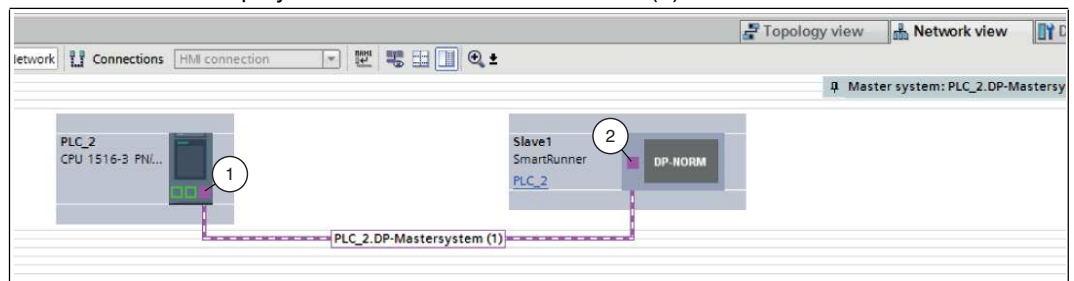 Topology view Network view D
Network Connections HMI connection
Master system: PLC_2.DP-Mastersy
PLC_2
CPU 1516-3 PN/...
1
Slave1
SmartRunner
PLC_2
2
DP-NORM
PLC_2.DP-Mastersystem (1)